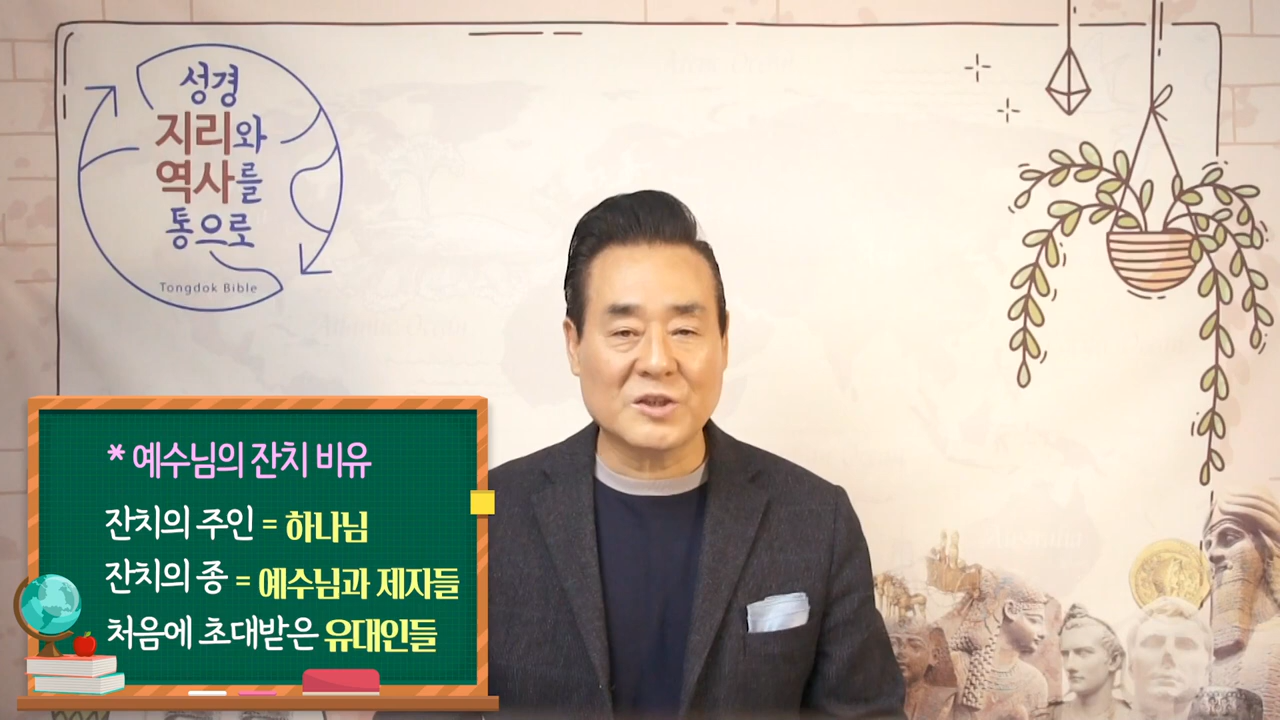 성경
지리와
역사를
통으로
Tongdok Bible
* 예수님의 잔치 비유
잔치의 주인 = 하나님
잔치의 종 = 예수님과 제자들
처음에 초대받은 유대인들